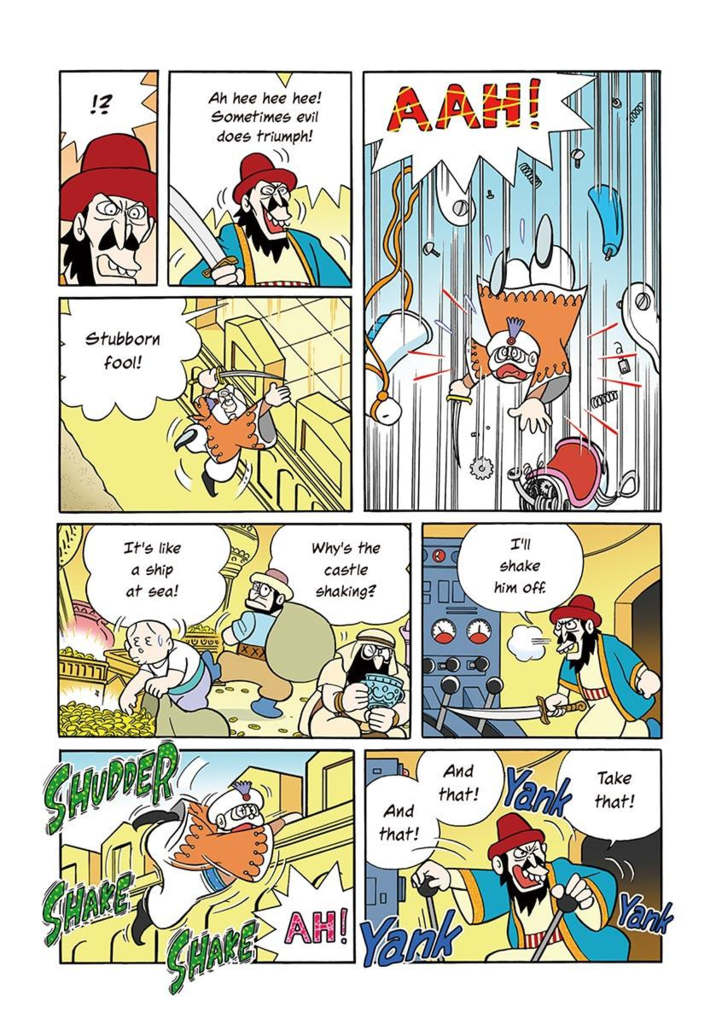 AAH!
Ah hee hee hee!
Sometimes evil
does triumph!
!?
Stubborn
fool!
I'll
shake
him off.
Why's the
castle
shaking?
It's like
a ship
at sea!
Take
that!
Yank
And
that!
And
that!
Yank
Yank
SHUDDER
SHAKE
SHAKE
AH!